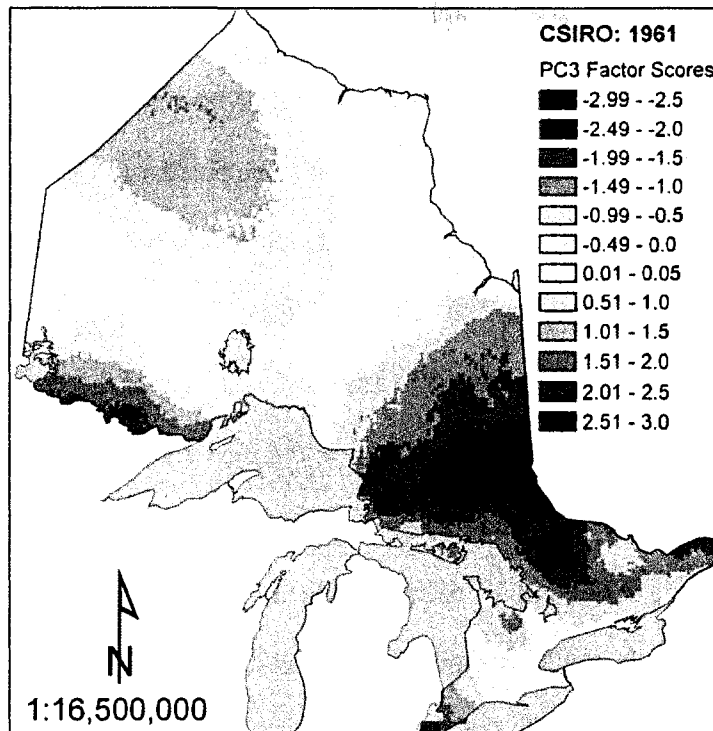 CSIRO: 1961
PC3 Factor Scores
-2.99 - -2.5
-2.49 - -2.0
-1.99 - -1.5
-1.49 - -1.0
-0.99 - -0.5
-0.49 - 0.0
0.01 - 0.05
0.51 - 1.0
1.01 - 1.5
1.51 - 2.0
2.01 - 2.5
2.51 - 3.0
N
1:16,500,000